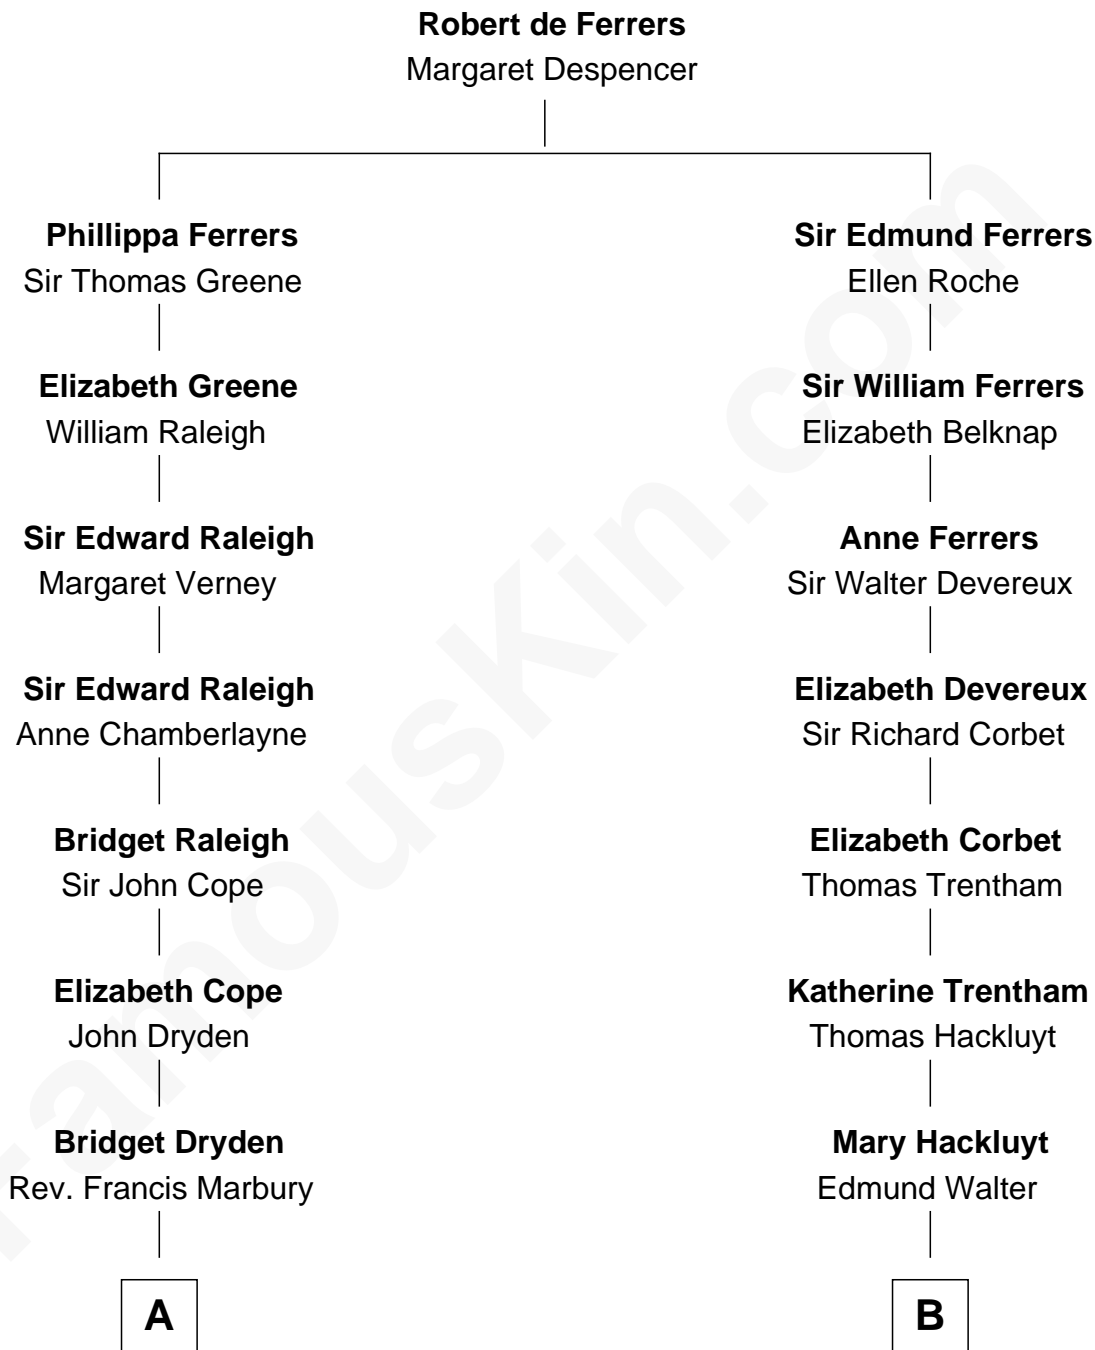 Robert de Ferrers
Margaret Despencer
Phillippa Ferrers
Sir Thomas Greene
Sir Edmund Ferrers
Ellen Roche
Elizabeth Greene
William Raleigh
Sir William Ferrers
Elizabeth Belknap
Sir Edward Raleigh
Margaret Verney
Anne Ferrers
Sir Walter Devereux
Sir Edward Raleigh
Anne Chamberlayne
Elizabeth Devereux
Sir Richard Corbet
Bridget Raleigh
Sir John Cope
Elizabeth Corbet
Thomas Trentham
Elizabeth Cope
John Dryden
Katherine Trentham
Thomas Hackluyt
Bridget Dryden
Rev. Francis Marbury
Mary Hackluyt
Edmund Walter
A
B
famouskin.com